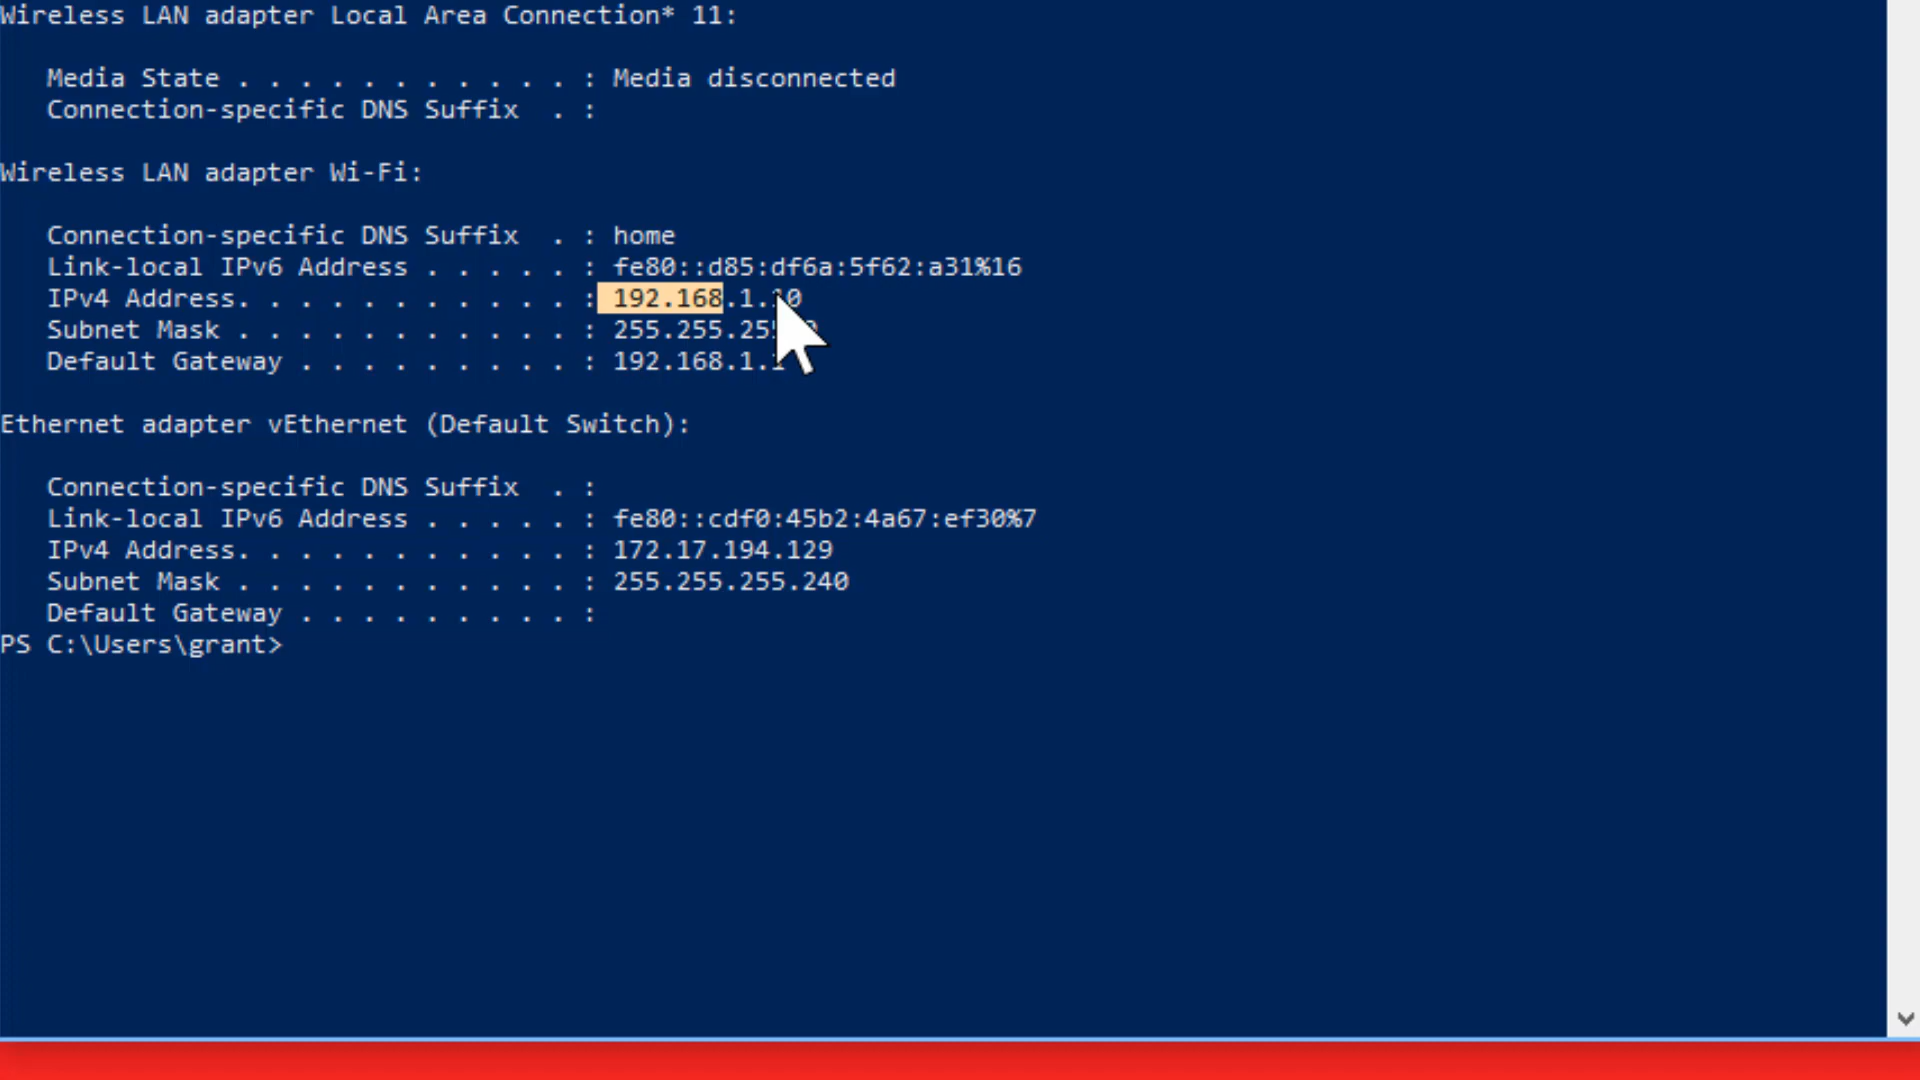 Wireless LAN adapter Local Area Connection* 11:
Media State . . . . . . . . . . . : Media disconnected
Connection-specific DNS Suffix  . :
Wireless LAN adapter Wi-Fi:
Connection-specific DNS Suffix  . : home
Link-local IPv6 Address . . . . . : fe80::d85:df6a:5f62:a31%16
IPv4 Address. . . . . . . . . . . : 192.168.1.10
Subnet Mask . . . . . . . . . . . : 255.255.255.0
Default Gateway . . . . . . . . . : 192.168.1.1
Ethernet adapter vEthernet (Default Switch):
Connection-specific DNS Suffix  . :
Link-local IPv6 Address . . . . . : fe80::cdf0:45b2:4a67:ef30%7
IPv4 Address. . . . . . . . . . . : 172.17.194.129
Subnet Mask . . . . . . . . . . . : 255.255.255.240
Default Gateway . . . . . . . . . :
PS C:\Users\grant>